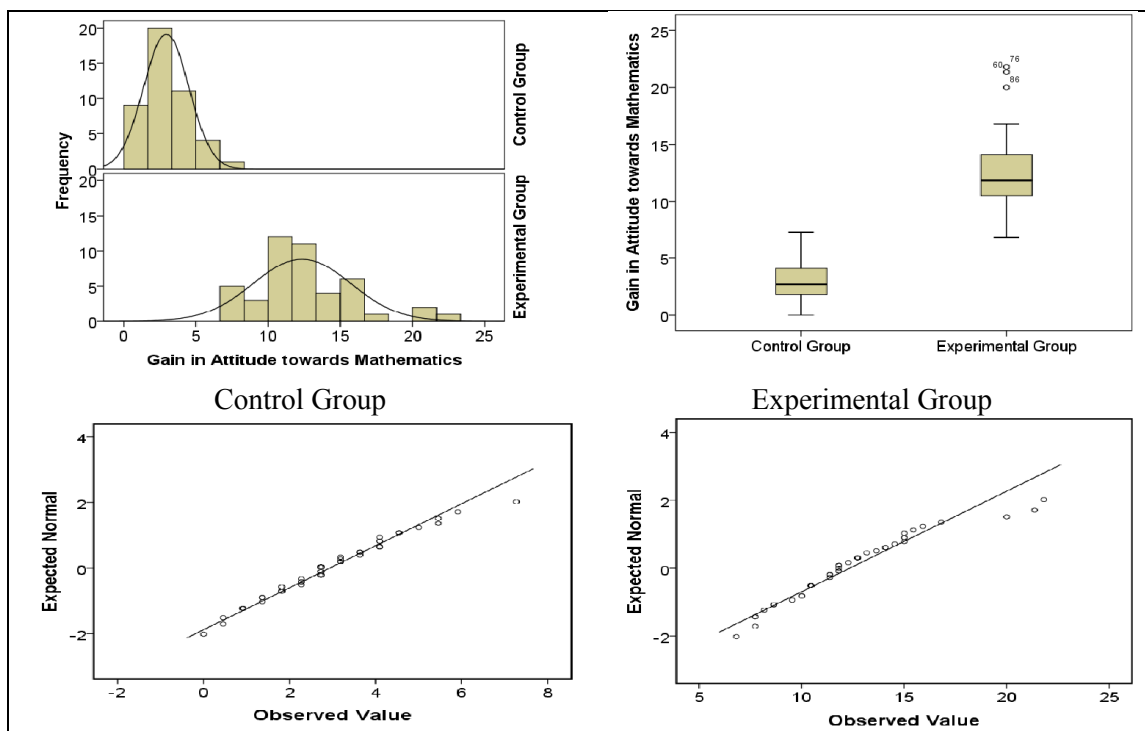 20
15
10
5
0
Control Group
Frequency
20
15
10
5
0
Experimental Group
0 5 10 15 20 25
Gain in Attitude towards Mathematics
Gain in Attitude towards Mathematics
25
20
15
10
5
0
60 76
86
Control Group Experimental Group
Control Group
Expected Normal
4
2
0
-2
-2 0 2 4 6 8
Observed Value
Experimental Group
Expected Normal
4
2
0
-2
5 10 15 20 25
Observed Value